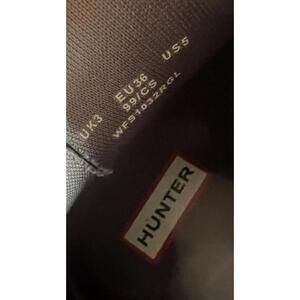 UK3 EU36 US5
99/CS
WFS1032RGL
HUNTER